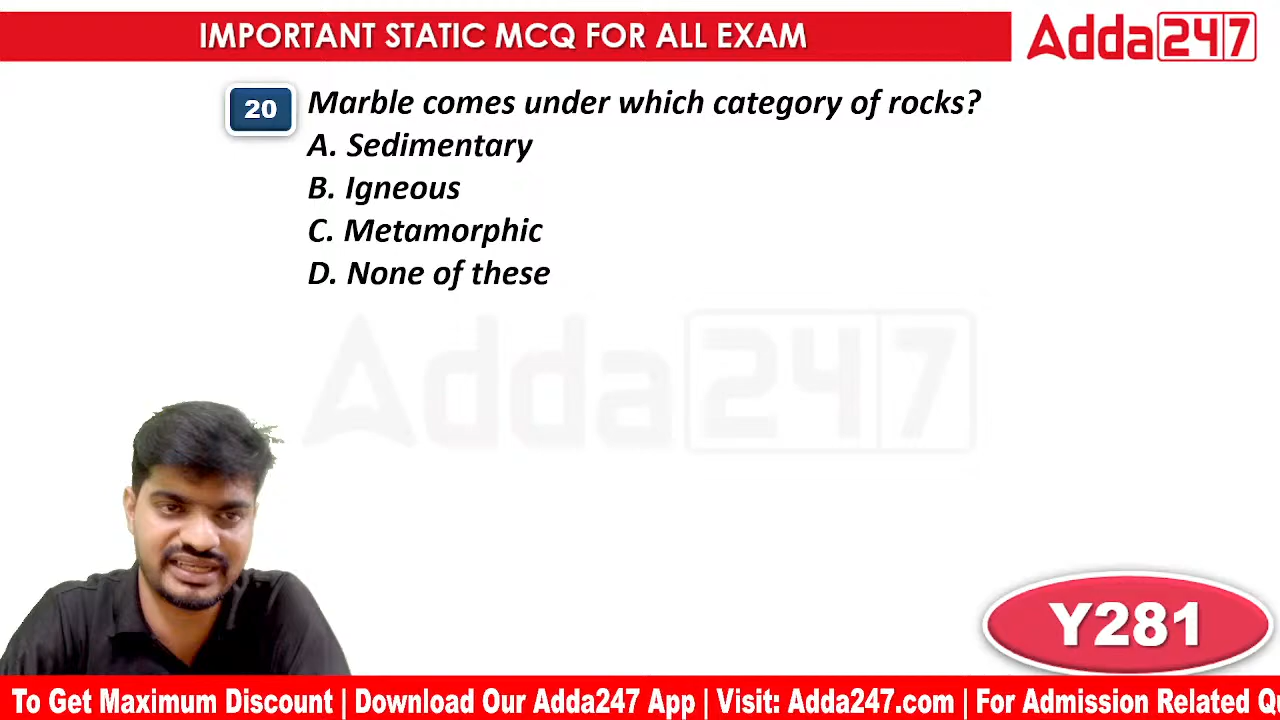 IMPORTANT STATIC MCQ FOR ALL EXAM
Adda247
20 Marble comes under which category of rocks?
A. Sedimentary
B. Igneous
C. Metamorphic
D. None of these
Adda247
Y281
To Get Maximum Discount | Download Our Adda247 App | Visit: Adda247.com | For Admission Related